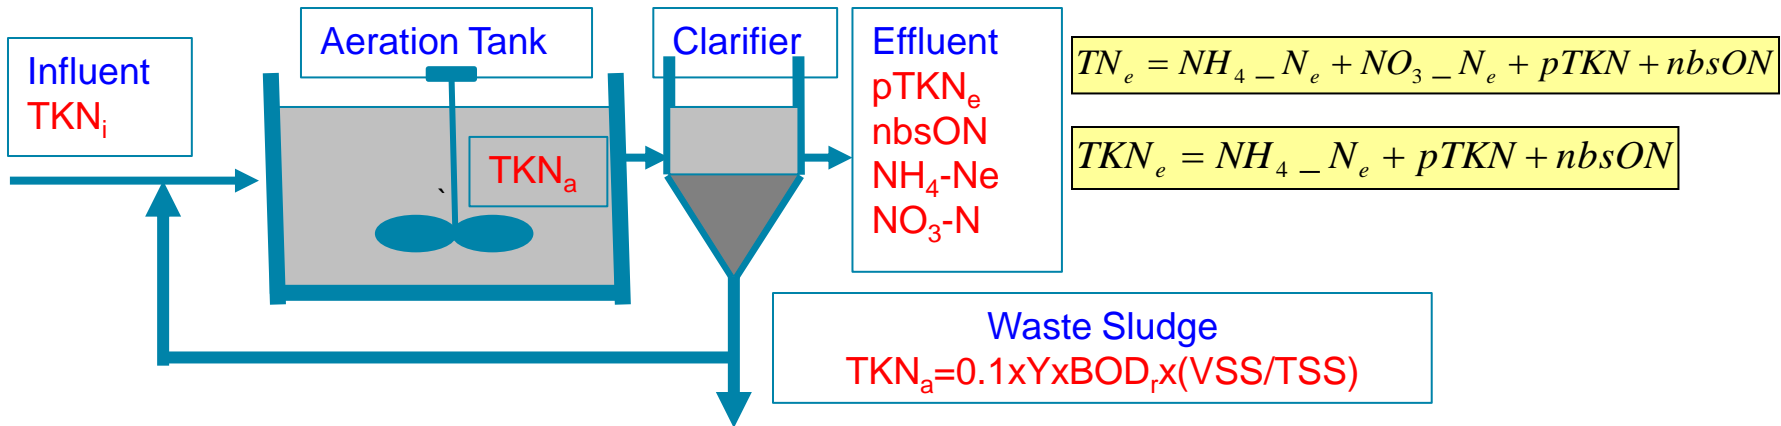 Influent
TKNᵢ
Aeration Tank
`
TKNₐ
Clarifier
Effluent
pTKNₑ
nbsON
NH₄-Ne
NO₃-N
TNₑ = NH₄_Nₑ + NO₃_Nₑ + pTKN + nbsON
TKNₑ = NH₄_Nₑ + pTKN + nbsON
Waste Sludge
TKNₐ=0.1xYxBODᵣx(VSS/TSS)